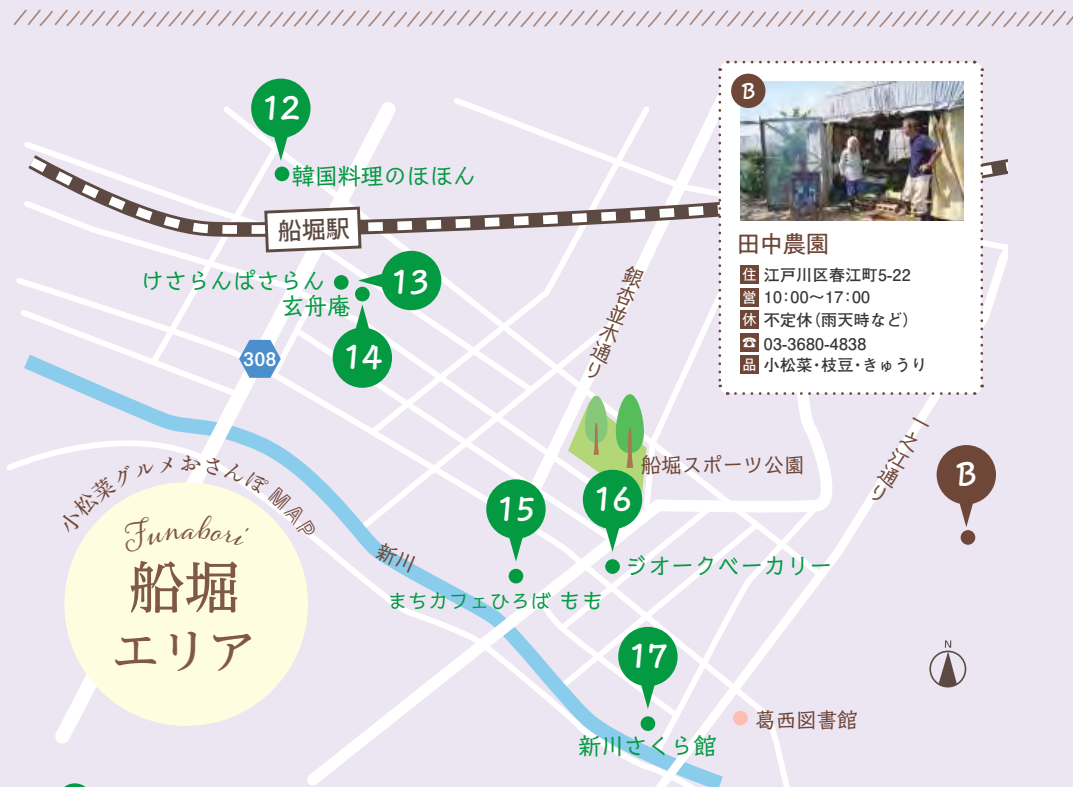 12
韓国料理のほほん
船堀駅
けさらんぱさらん
13
玄舟庵
14
308
銀杏並木通り
B
田中農園
住 江戸川区春江町5-22
営 10:00〜17:00
休 不定休(雨天時など)
☎ 03-3680-4838
品 小松菜・枝豆・きゅうり
船堀スポーツ公園
一之江通り
B
小松菜グルメおさんぽMAP
Funabori
船堀
エリア
15
16
新川
ジオークベーカリー
まちカフェひろば もも
17
N
葛西図書館
新川さくら館